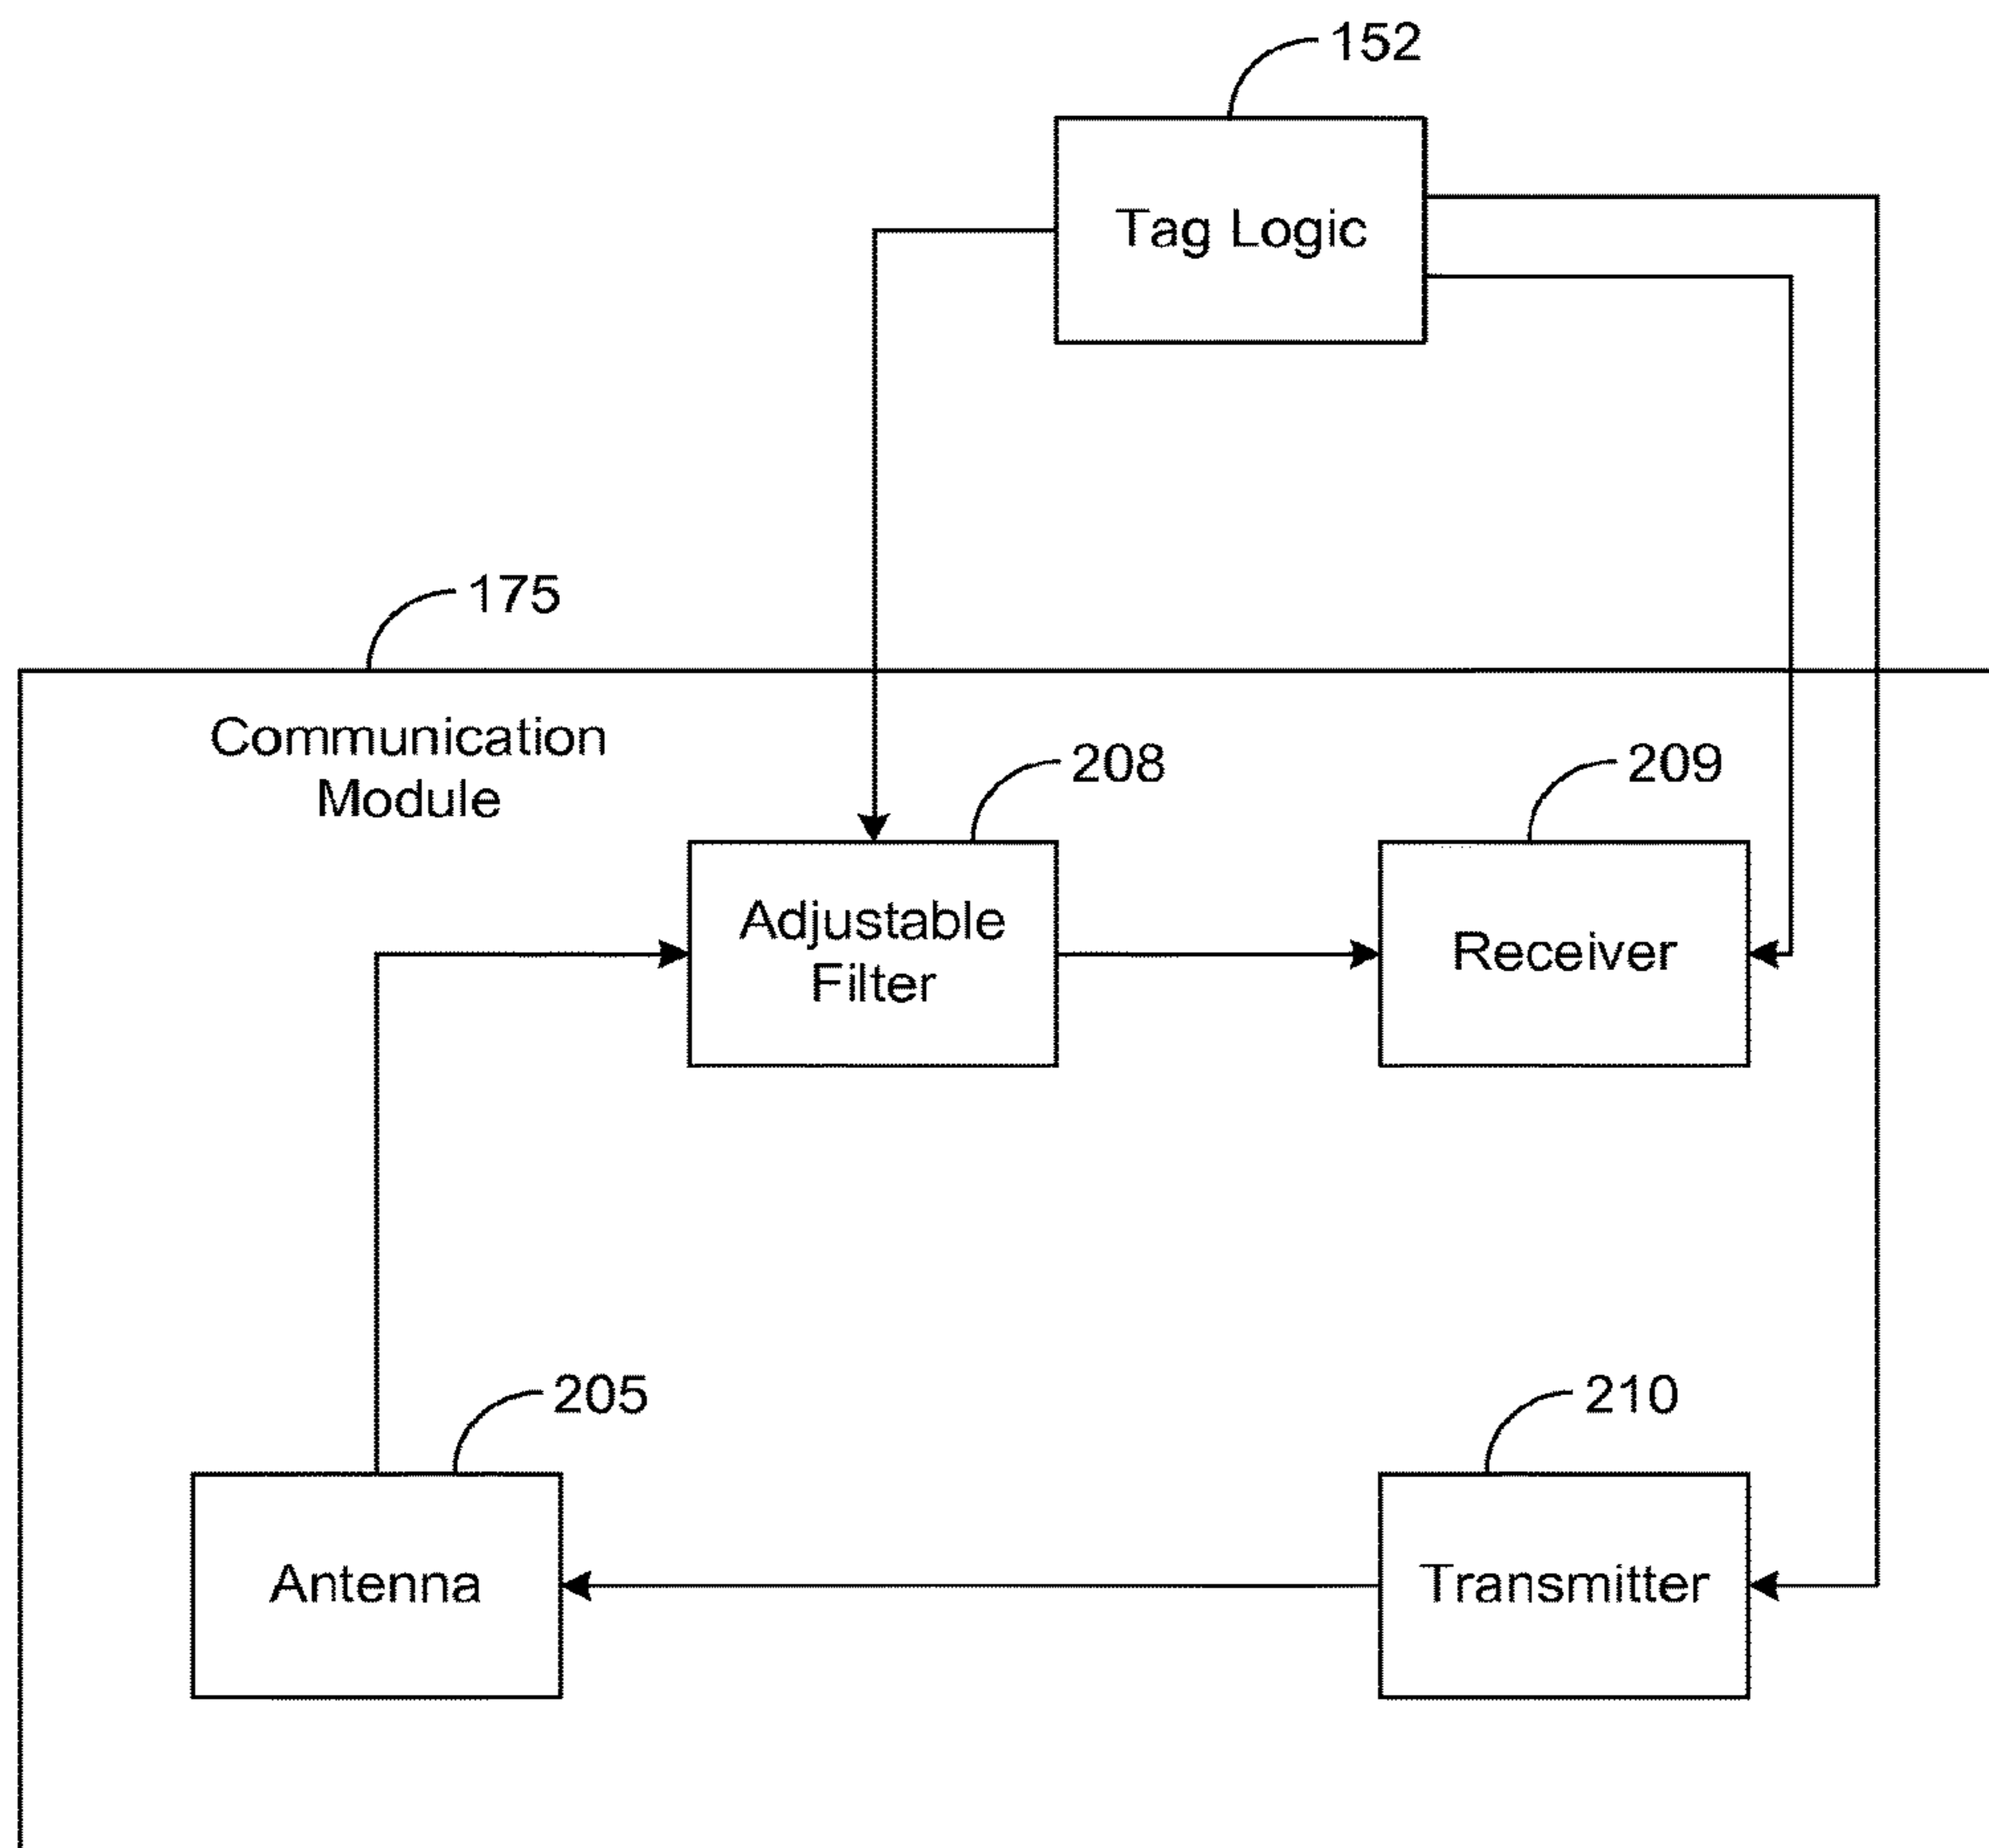 152
Tag Logic
175
Communication
Module
208
209
Adjustable
Filter
Receiver
205
210
Antenna
Transmitter